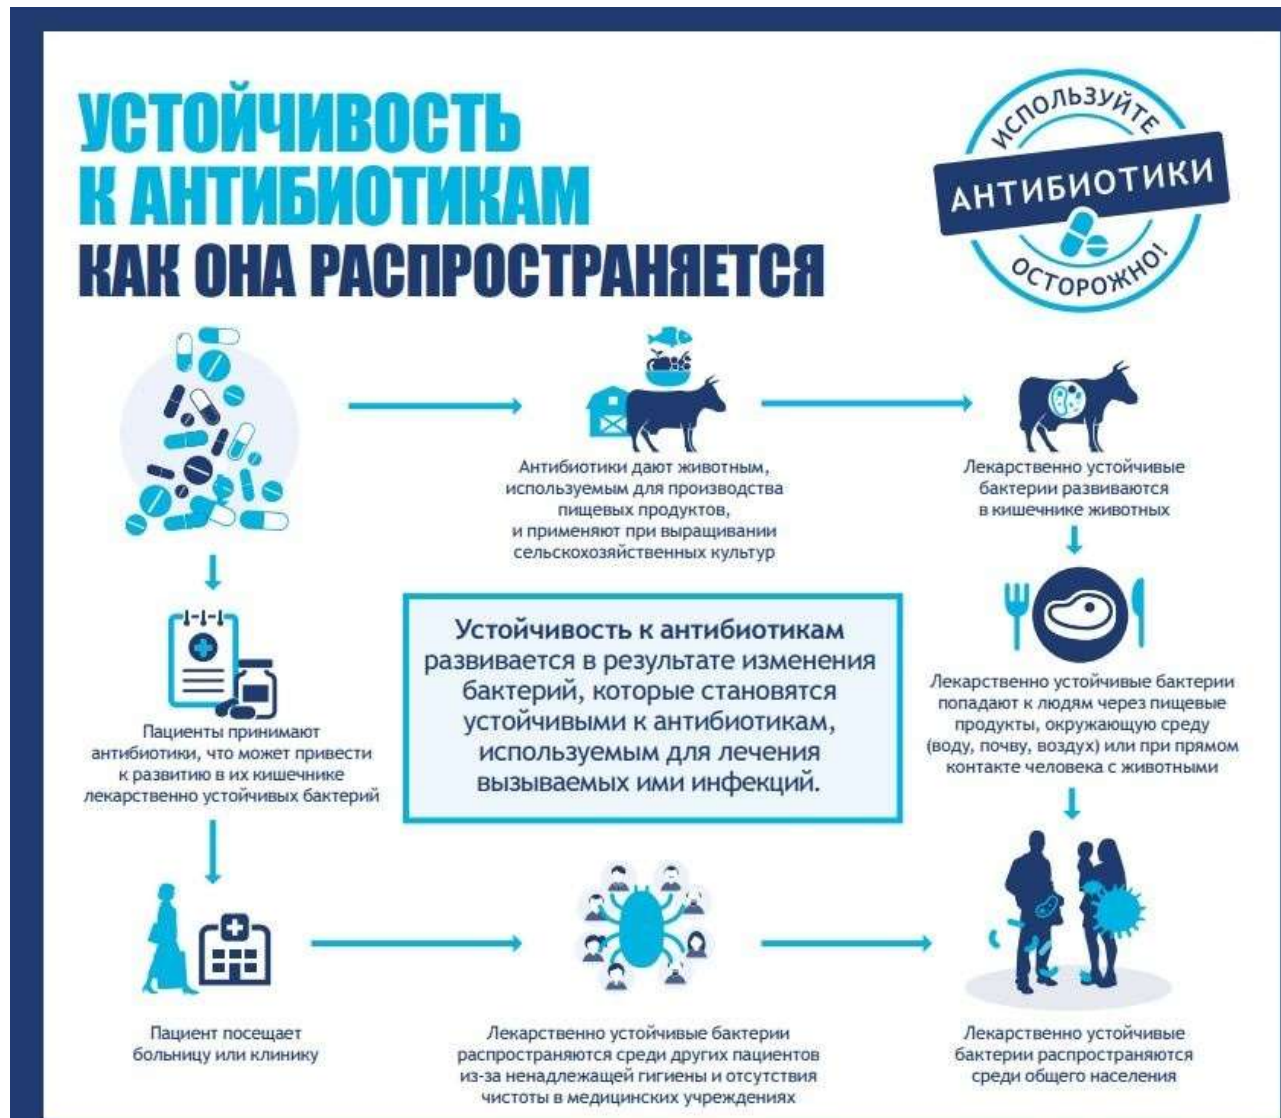 УСТОЙЧИВОСТЬ
К АНТИБИОТИКАМ
КАК ОНА РАСПРОСТРАНЯЕТСЯ
ИСПОЛЬЗУЙТЕ
АНТИБИОТИКИ
ОСТОРОЖНО!
Антибиотики дают животным,
используемым для производства
пищевых продуктов,
и применяют при выращивании
сельскохозяйственных культур
Лекарственно устойчивые
бактерии развиваются
в кишечнике животных
Пациенты принимают
антибиотики, что может привести
к развитию в их кишечнике
лекарственно устойчивых бактерий
Устойчивость к антибиотикам
развивается в результате изменения
бактерий, которые становятся
устойчивыми к антибиотикам,
используемым для лечения
вызываемых ими инфекций.
Лекарственно устойчивые бактерии
попадают к людям через пищевые
продукты, окружающую среду
(воду, почву, воздух) или при прямом
контакте человека с животными
Пациент посещает
больницу или клинику
Лекарственно устойчивые бактерии
распространяются среди других пациентов
из-за ненадлежащей гигиены и отсутствия
чистоты в медицинских учреждениях
Лекарственно устойчивые
бактерии распространяются
среди общего населения